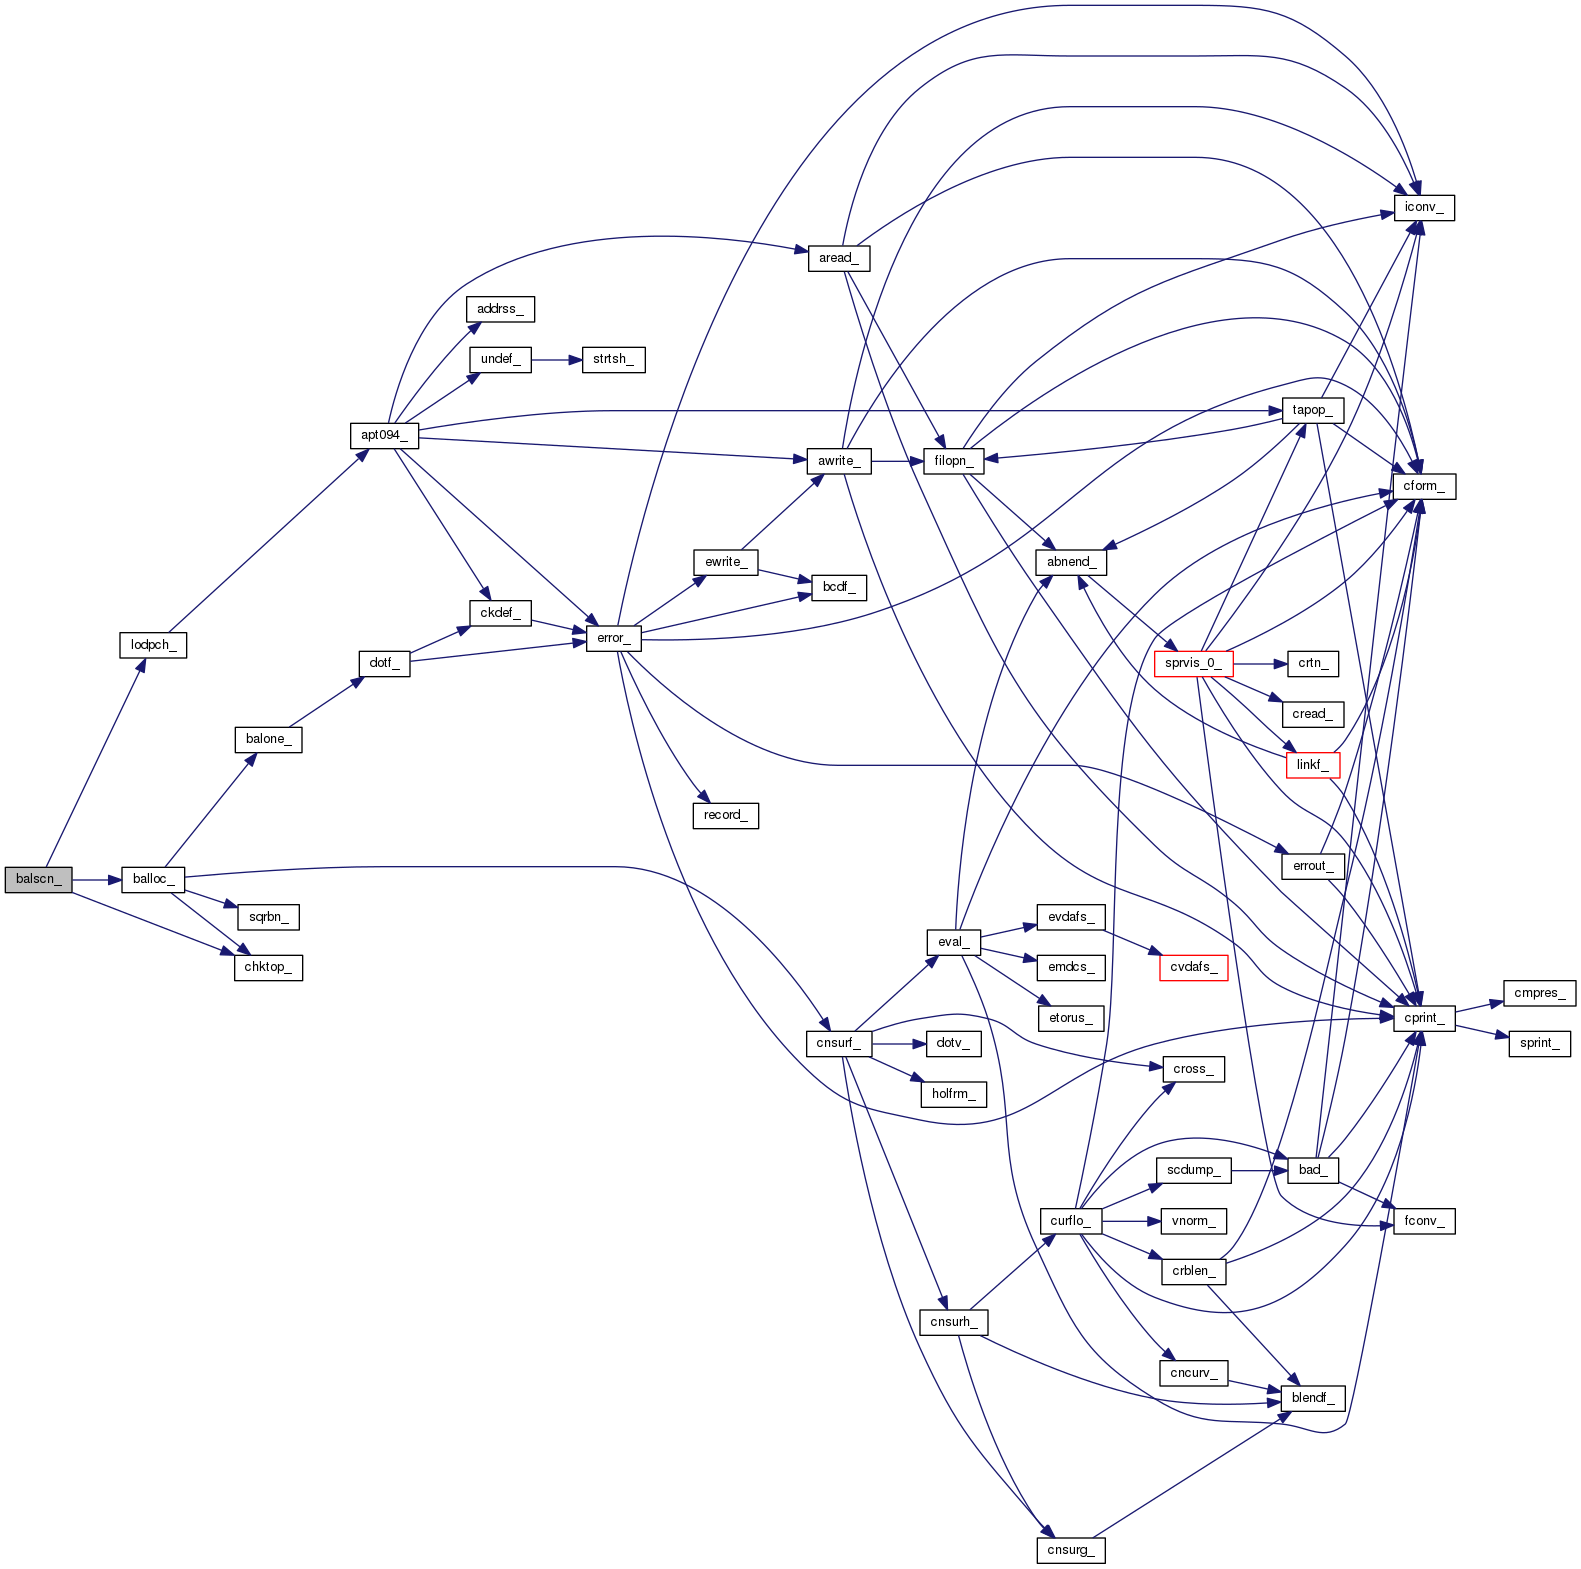 iconv_
aread_
addrss_
undef_
strtsh_
tapop_
apt094_
awrite_
filopn_
cform_
ewrite_
abnend_
bcdf_
ckdef_
error_
lodpch_
dotf_
sprvis_0_
crtn_
cread_
balone_
linkf_
record_
errout_
balscn_
balloc_
sqrbn_
evdafs_
eval_
chktop_
emdcs_
cvdafs_
cmpres_
etorus_
cprint_
cnsurf_
dotv_
sprint_
cross_
holfrm_
scdump_
bad_
curflo_
vnorm_
fconv_
crblen_
cnsurh_
cncurv_
blendf_
cnsurg_